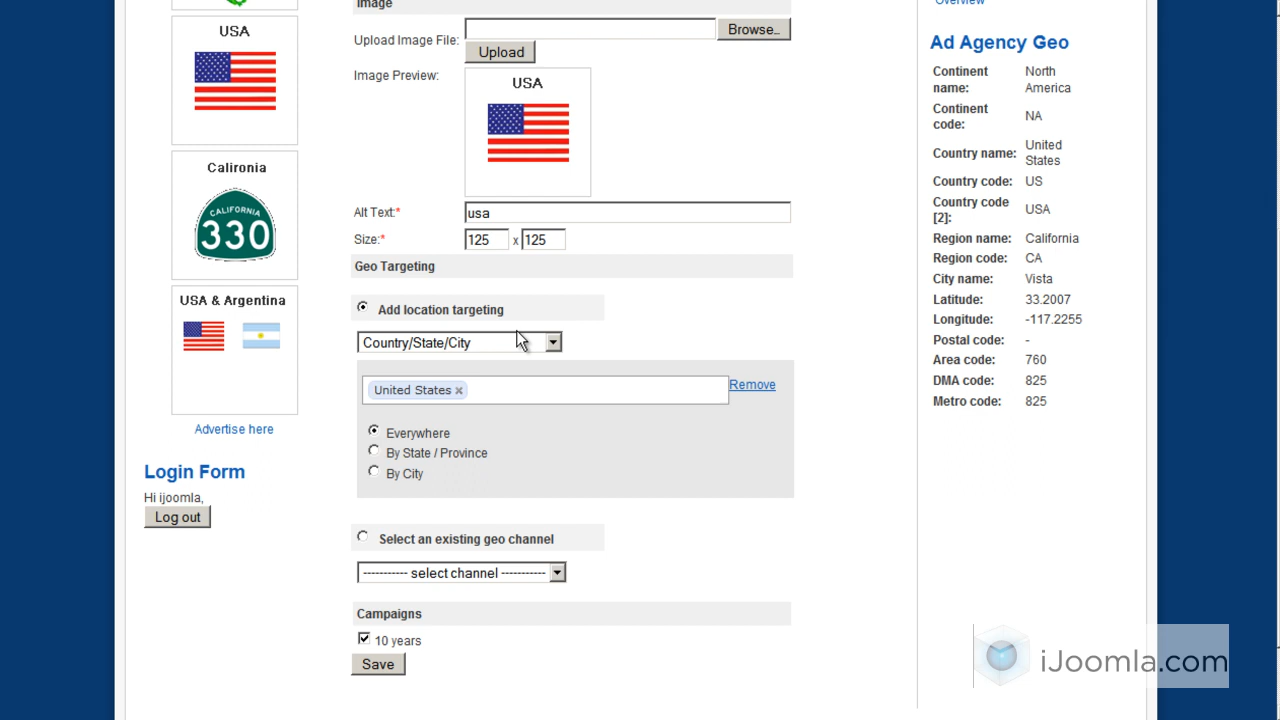 USA
Calironia
CALIFORNIA
330
USA & Argentina
Advertise here
Login Form
Hi ijoomla,
Log out
Image
Upload Image File:
Browse...
Upload
Image Preview:
USA
Alt Text:*
usa
Size:*
125 x 125
Geo Targeting
Add location targeting
Country/State/City
United States ×
Remove
Everywhere
By State / Province
By City
Select an existing geo channel
----------- select channel -----------
Campaigns
10 years
Save
Overview
Ad Agency Geo
Continent name: North America
Continent code: NA
Country name: United States
Country code: US
Country code [2]: USA
Region name: California
Region code: CA
City name: Vista
Latitude: 33.2007
Longitude: -117.2255
Postal code: -
Area code: 760
DMA code: 825
Metro code: 825
iJoomla.com